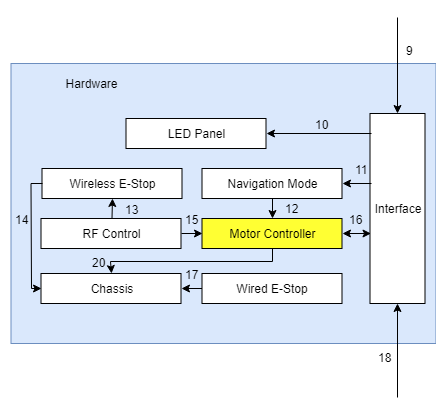 9
Hardware
LED Panel
10
Wireless E-Stop
Navigation Mode
11
14
13
12
Interface
RF Control
15
Motor Controller
16
20
17
Chassis
Wired E-Stop
18